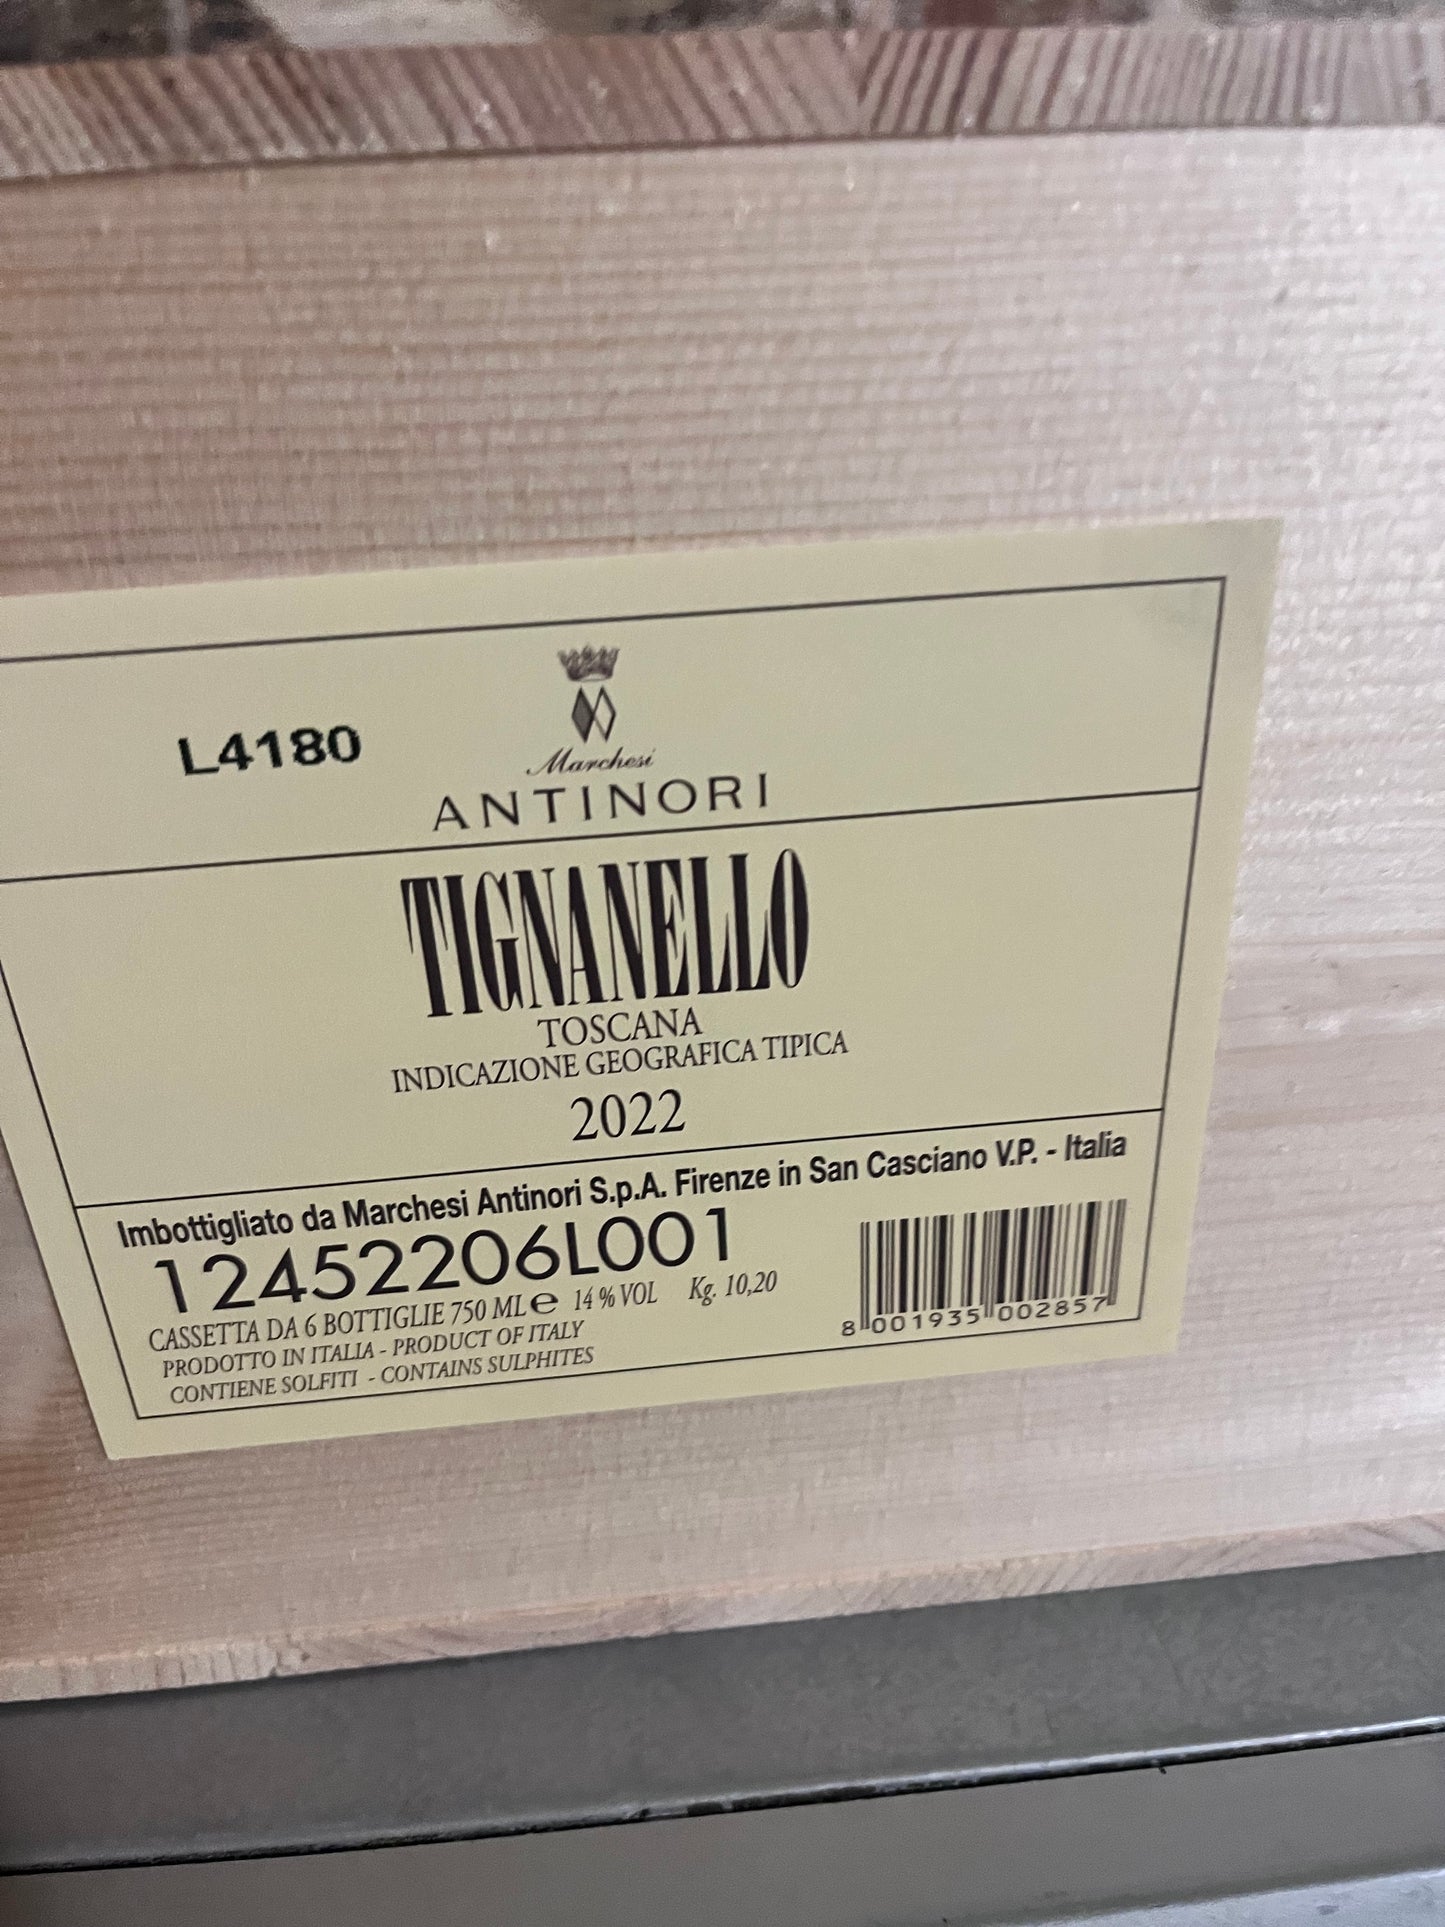 L4180
Marchesi
ANTINORI
TIGNANELLO
TOSCANA
INDICAZIONE GEOGRAFICA TIPICA
2022
Imbottigliato da Marchesi Antinori S.p.A. Firenze in San Casciano V.P. - Italia
12452206L001
CASSETTA DA 6 BOTTIGLIE 750 ML e 14 % VOL Kg. 10,20
PRODOTTO IN ITALIA - PRODUCT OF ITALY
CONTIENE SOLFITI - CONTAINS SULPHITES
8 001935 002857